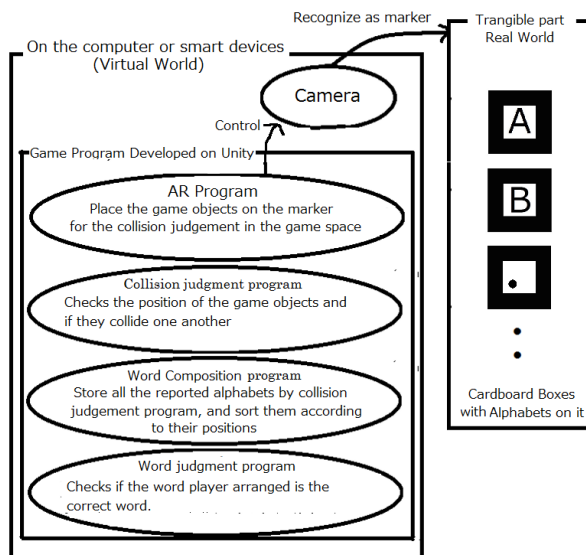 Recognize as marker
Trangible part
Real World
On the computer or smart devices
(Virtual World)
Camera
Control
Game Program Developed on Unity
AR Program
Place the game objects on the marker
for the collision judgement in the game space
Collision judgment program
Checks the position of the game objects and
if they collide one another
Word Composition program
Store all the reported alphabets by collision
judgement program, and sort them according
to their positions
Word judgment program
Checks if the word player arranged is the
correct word.
A
B
Cardboard Boxes
with Alphabets on it